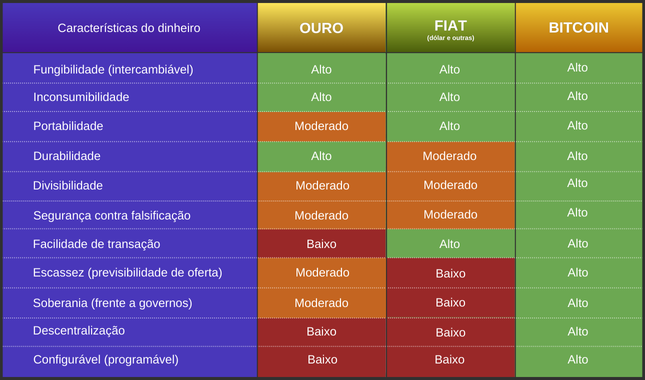 Características do dinheiro OURO FIAT BITCOIN
(dólar e outras)
Fungibilidade (intercambiável) Alto Alto Alto
Inconsumibilidade Alto Alto Alto
Portabilidade Moderado Alto Alto
Durabilidade Alto Moderado Alto
Divisibilidade Moderado Moderado Alto
Segurança contra falsificação Moderado Moderado Alto
Facilidade de transação Baixo Alto Alto
Escassez (previsibilidade de oferta) Moderado Baixo Alto
Soberania (frente a governos) Moderado Baixo Alto
Descentralização Baixo Baixo Alto
Configurável (programável) Baixo Baixo Alto